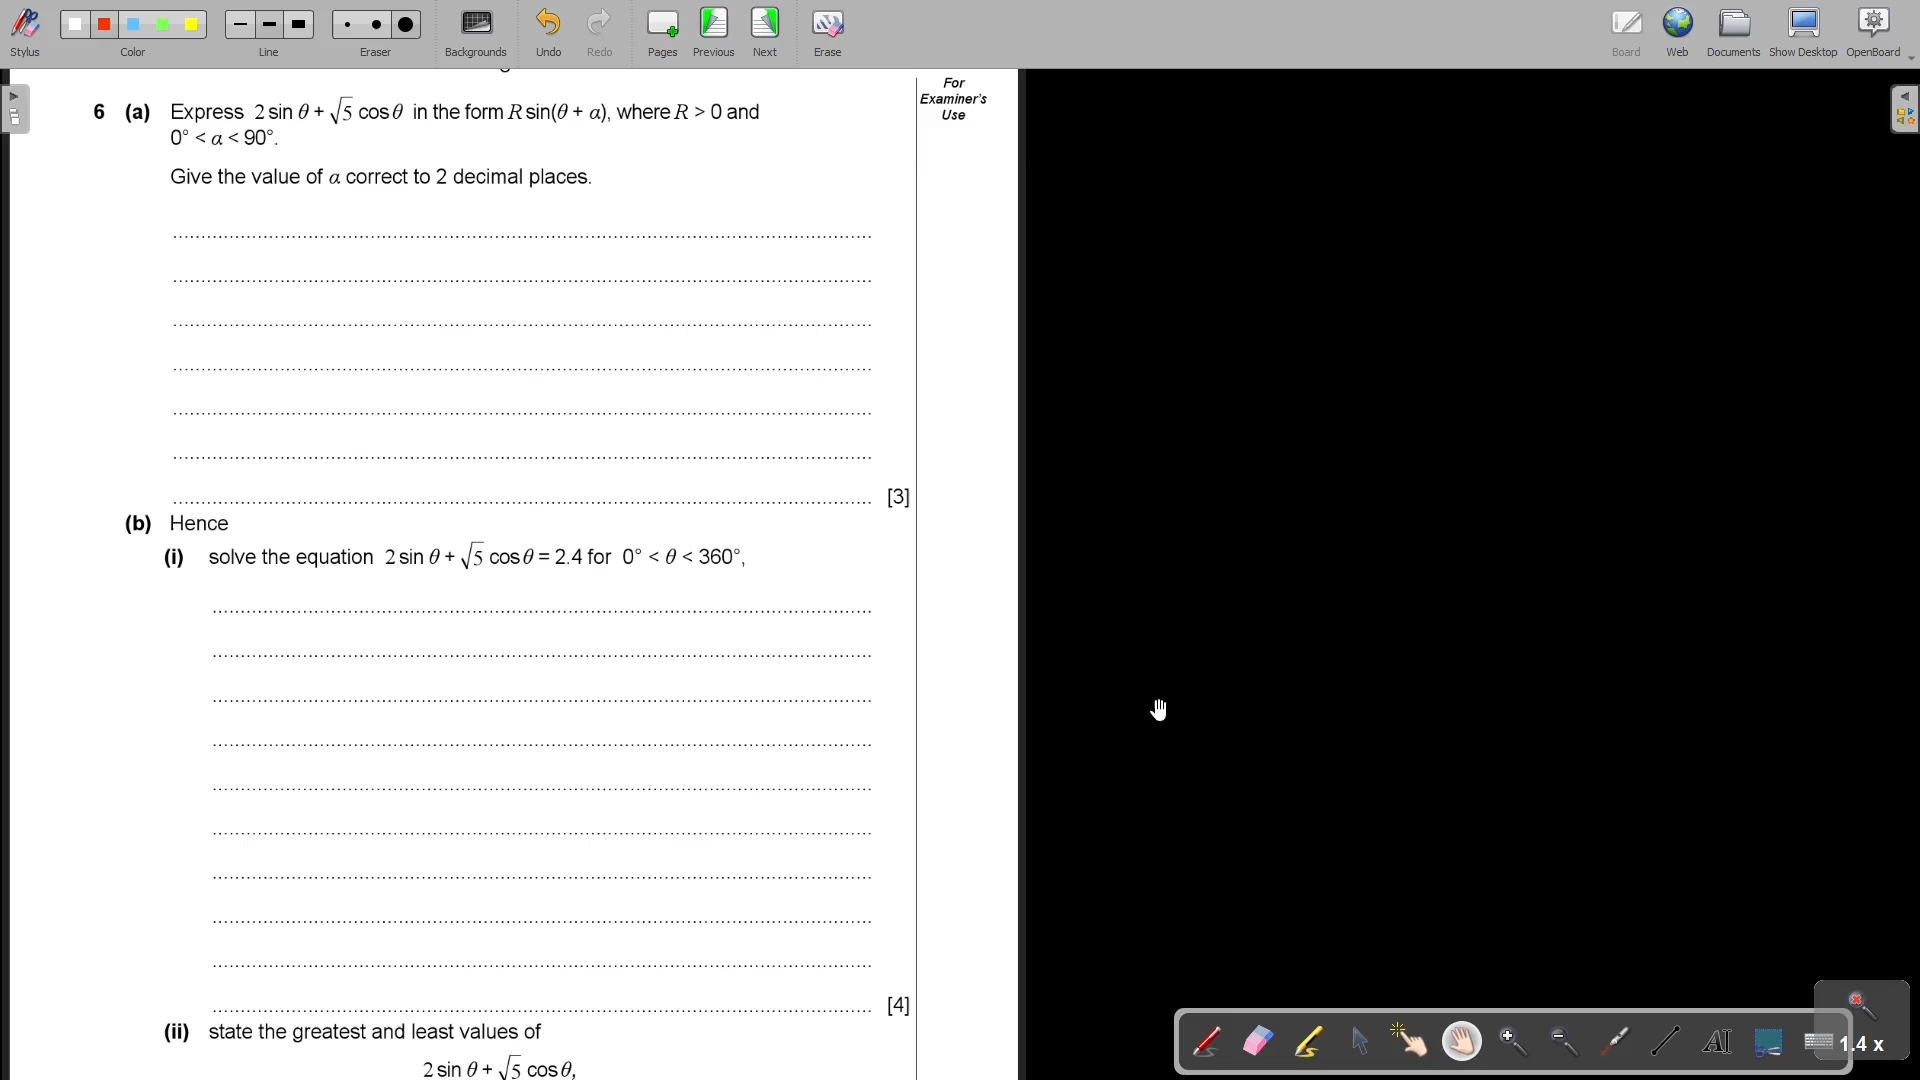 Stylus
Color
Line
Eraser
Backgrounds
Undo
Redo
Pages
Previous
Next
Erase
Board
Web
Documents
Show Desktop
OpenBoard
For
Examiner's
Use
6 (a) Express 2 sin θ + √5 cos θ in the form R sin(θ + α), where R > 0 and
0° < α < 90°.
Give the value of α correct to 2 decimal places.
[3]
(b) Hence
(i) solve the equation 2 sin θ + √5 cos θ = 2.4 for 0° < θ < 360°,
[4]
(ii) state the greatest and least values of
2 sin θ + √5 cos θ,
AI
1.4 x